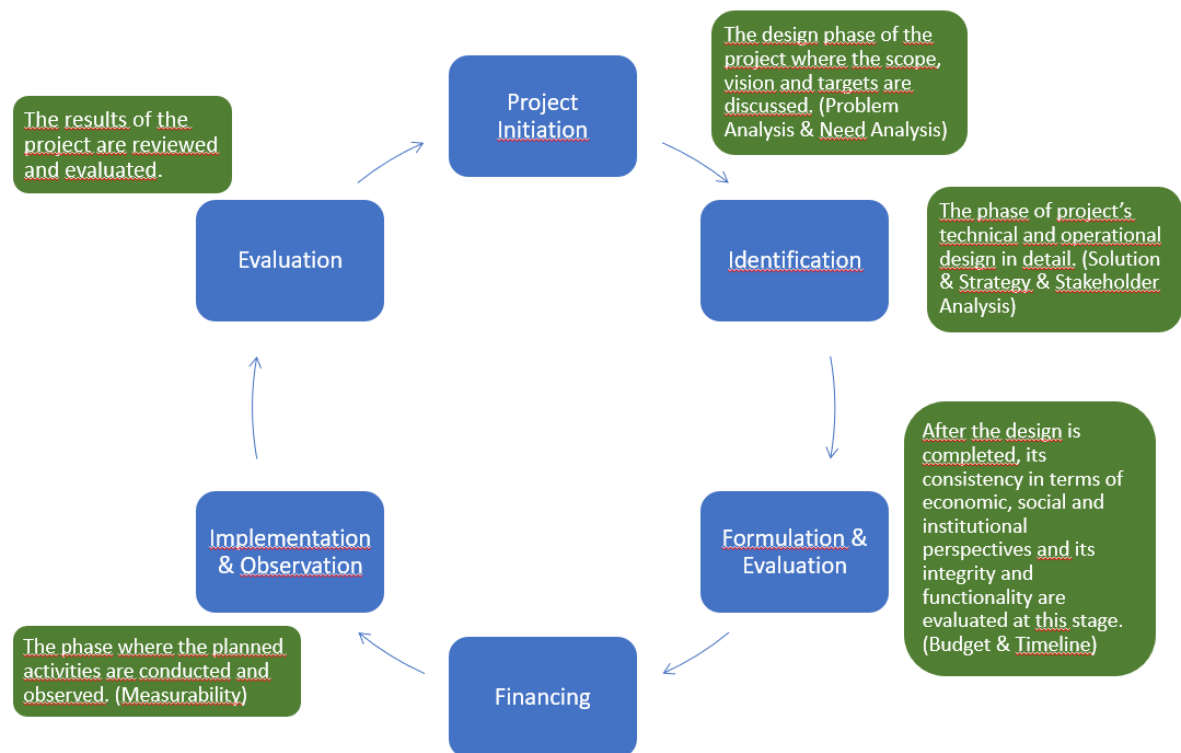 Project
Initiation
The design phase of the
project where the scope,
vision and targets are
discussed. (Problem
Analysis & Need Analysis)
Identification
The phase of project's
technical and operational
design in detail. (Solution
& Strategy & Stakeholder
Analysis)
Formulation &
Evaluation
After the design is
completed, its
consistency in terms of
economic, social and
institutional
perspectives and its
integrity and
functionality are
evaluated at this stage.
(Budget & Timeline)
Financing
Implementation
& Observation
The phase where the planned
activities are conducted and
observed. (Measurability)
Evaluation
The results of the
project are reviewed
and evaluated.